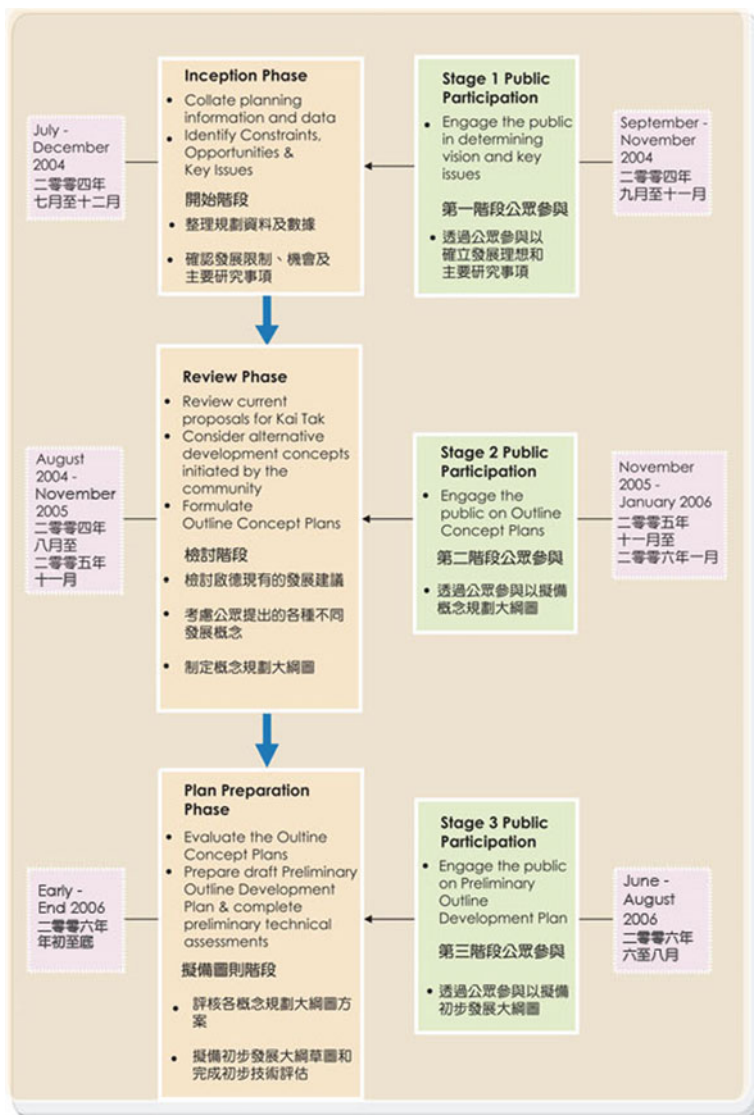 July -
December
2004
二零零四年
七月至十二月
Inception Phase
• Collate planning
information and data
• Identify Constraints,
Opportunities &
Key Issues
開始階段
• 整理規劃資料及數據
• 確認發展限制、機會及
主要研究事項
Stage 1 Public
Participation
• Engage the public
in determining
vision and key
issues
第一階段公眾參與
• 透過公眾參與以
確立發展理想和
主要研究事項
September -
November
2004
二零零四年
九月至十一月
August
2004 -
November
2005
二零零四年
八月至
二零零五年
十一月
Review Phase
• Review current
proposals for Kai Tak
• Consider alternative
development concepts
initiated by the
community
• Formulate
Outline Concept Plans
檢討階段
• 檢討啟德現有的發展建議
• 考慮公眾提出的各種不同
發展概念
• 制定概念規劃大綱圖
Stage 2 Public
Participation
• Engage the
public on Outline
Concept Plans
第二階段公眾參與
• 透過公眾參與以擬備
概念規劃大綱圖
November
2005 -
January 2006
二零零五年
十一月至
二零零六年一月
Early -
End 2006
二零零六年
年初至底
Plan Preparation
Phase
• Evaluate the Oultine
Concept Plans
• Prepare draft Preliminary
Outline Development
Plan & complete
preliminary technical
assessments
擬備圖則階段
• 評核各概念規劃大綱圖方
案
• 擬備初步發展大綱草圖和
完成初步技術評估
Stage 3 Public
Participation
• Engage the public
on Preliminary
Outline
Development Plan
第三階段公眾參與
• 透過公眾參與以擬備
初步發展大綱圖
June -
August
2006
二零零六年
六至八月